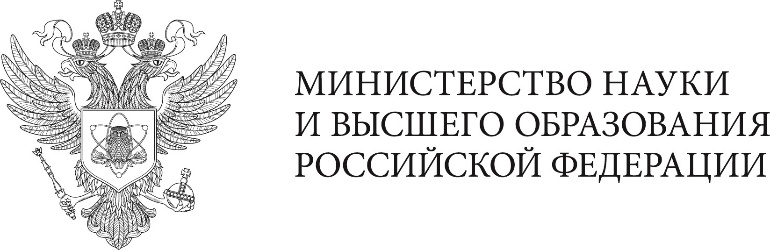 МИНИСТЕРСТВО НАУКИ
И ВЫСШЕГО ОБРАЗОВАНИЯ
РОССИЙСКОЙ ФЕДЕРАЦИИ